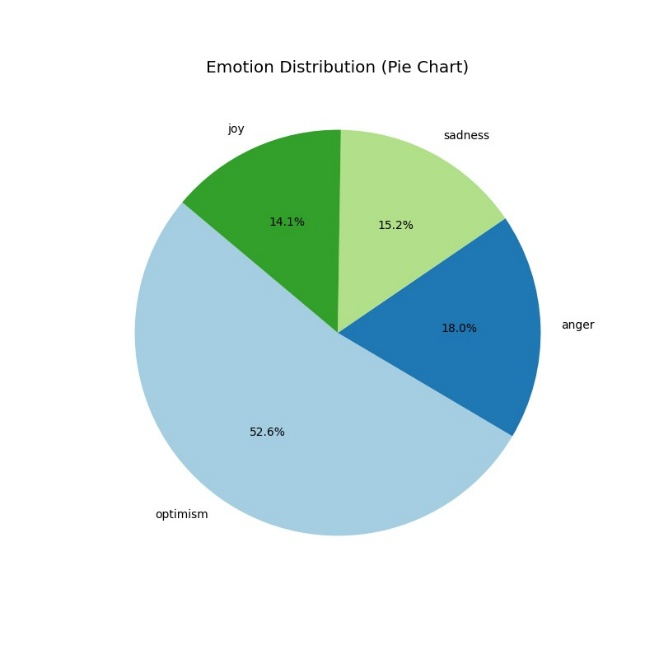 Emotion Distribution (Pie Chart)
joy
sadness
14.1%
15.2%
anger
18.0%
52.6%
optimism